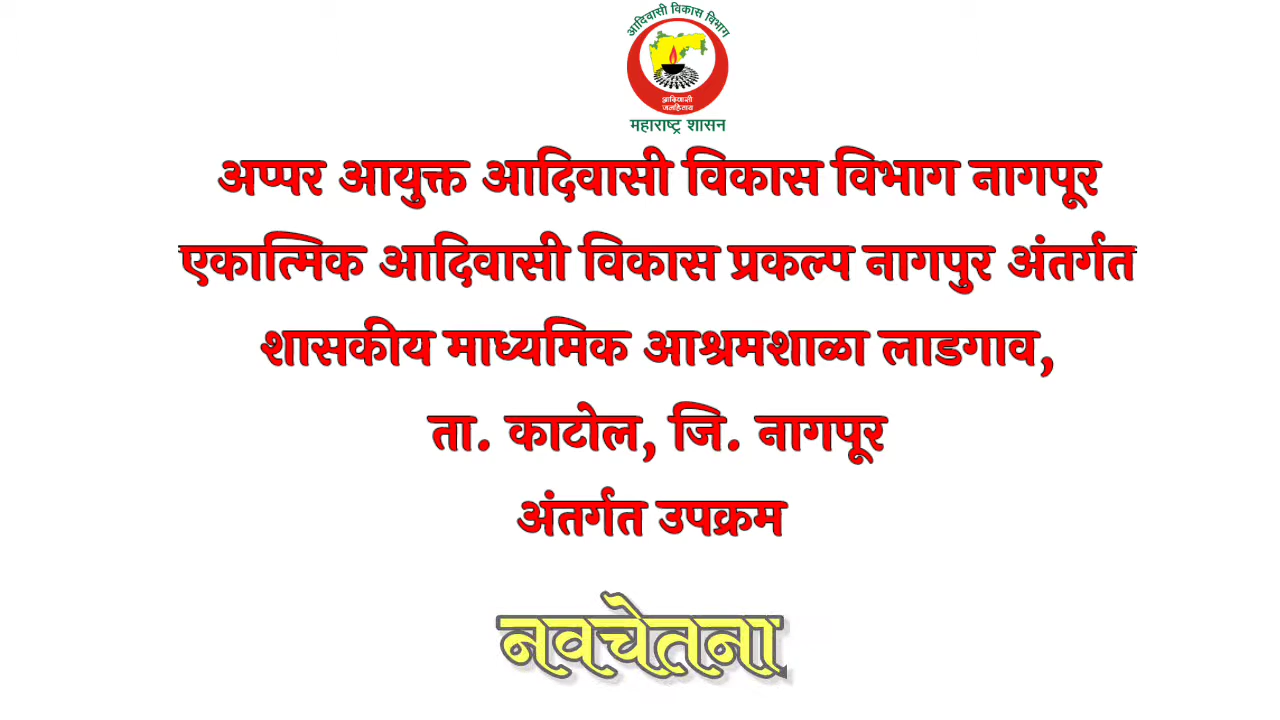 आदिवासी विकास विभाग
आदिवासी
जनहिताय
महाराष्ट्र शासन
अप्पर आयुक्त आदिवासी विकास विभाग नागपूर
एकात्मिक आदिवासी विकास प्रकल्प नागपुर अंतर्गत
शासकीय माध्यमिक आश्रमशाळा लाडगाव,
ता. काटोल, जि. नागपूर
अंतर्गत उपक्रम
नवचेतना